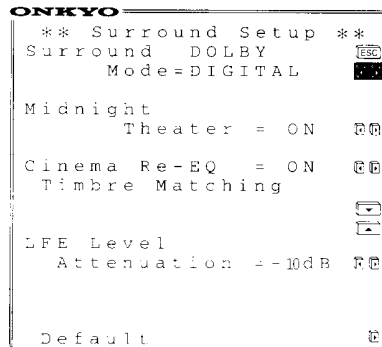 ONKYO
** Surround Setup **
Surround DOLBY ESC
Mode=DIGITAL
Midnight
Theater = ON
Cinema Re-EQ = ON
Timbre Matching
LFE Level
Attenuation =-10dB
Default